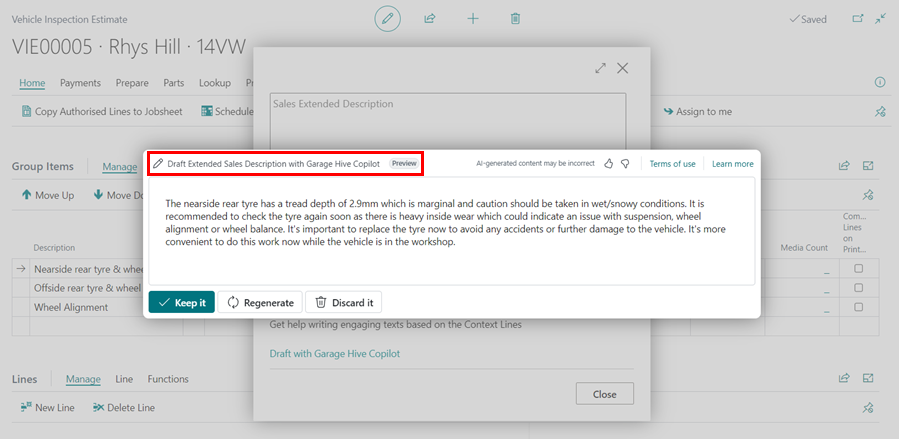 Vehicle Inspection Estimate
Saved
VIE00005 · Rhys Hill · 14VW
Home Payments Prepare Parts Lookup
Copy Authorised Lines to Jobsheet Schedule Assign to me
Sales Extended Description
Draft Extended Sales Description with Garage Hive Copilot Preview
AI-generated content may be incorrect Terms of use Learn more
The nearside rear tyre has a tread depth of 2.9mm which is marginal and caution should be taken in wet/snowy conditions. It is
recommended to check the tyre again soon as there is heavy inside wear which could indicate an issue with suspension, wheel
alignment or wheel balance. It's important to replace the tyre now to avoid any accidents or further damage to the vehicle. It's more
convenient to do this work now while the vehicle is in the workshop.
Keep it Regenerate Discard it
Group Items Manage
Move Up Move Do
Description
Media Count
Com...
Lines
on
Print...
Nearside rear tyre & whee
Offside rear tyre & wheel
Wheel Alignment
Get help writing engaging texts based on the Context Lines
Draft with Garage Hive Copilot
Close
Lines Manage Line Functions
New Line Delete Line